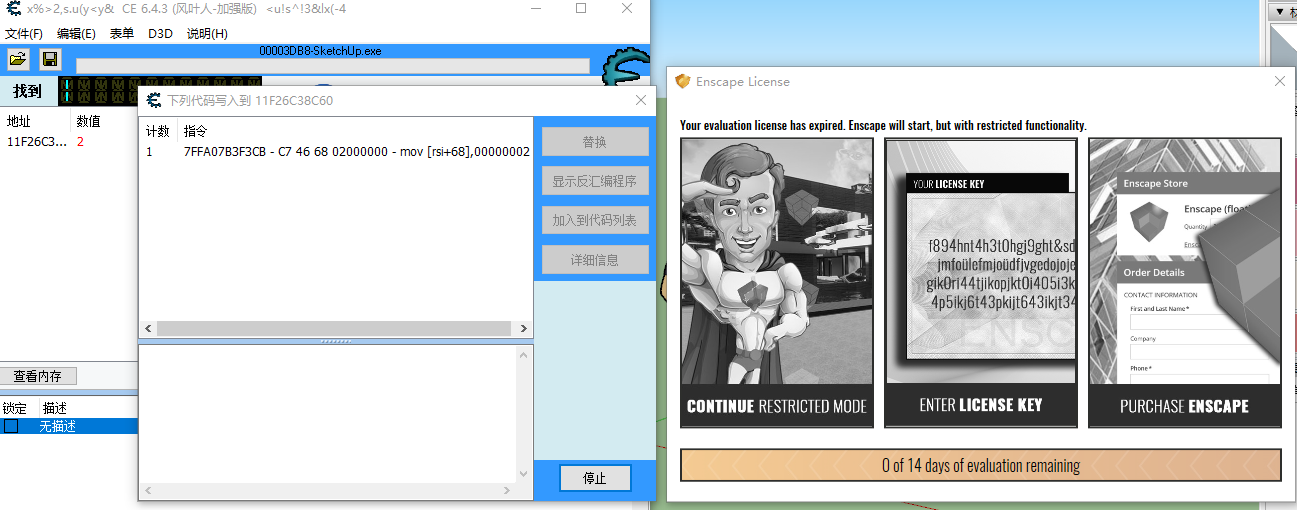 x%>2,s.u(y<y& CE 6.4.3 (风叶人-加强版) <u!s^!3&lx(-4
文件(F) 编辑(E) 表单 D3D 说明(H)
00003DB8-SketchUp.exe
找到
地址 数值
11F26C3... 2
查看内存
锁定 描述
无描述
下列代码写入到 11F26C38C60
计数 指令
1 7FFA07B3F3CB - C7 46 68 02000000 - mov [rsi+68],00000002
替换
显示反汇编程序
加入到代码列表
详细信息
停止
Enscape License
Your evaluation license has expired. Enscape will start, but with restricted functionality.
CONTINUE RESTRICTED MODE
YOUR LICENSE KEY
f894hnt4h3t0hgj9ght&sd
jmfoülefmjoüdfjvgedojoje
gik0ri44tjikopjkt0i405i3k
4p5ikj6t43pkijt643ikjt34
ENSC
ENTER LICENSE KEY
Enscape Store
Enscape (floa
Quantity
Ensca
Order Details
CONTACT INFORMATION
First and Last Name*
Company
Phone*
PURCHASE ENSCAPE
0 of 14 days of evaluation remaining